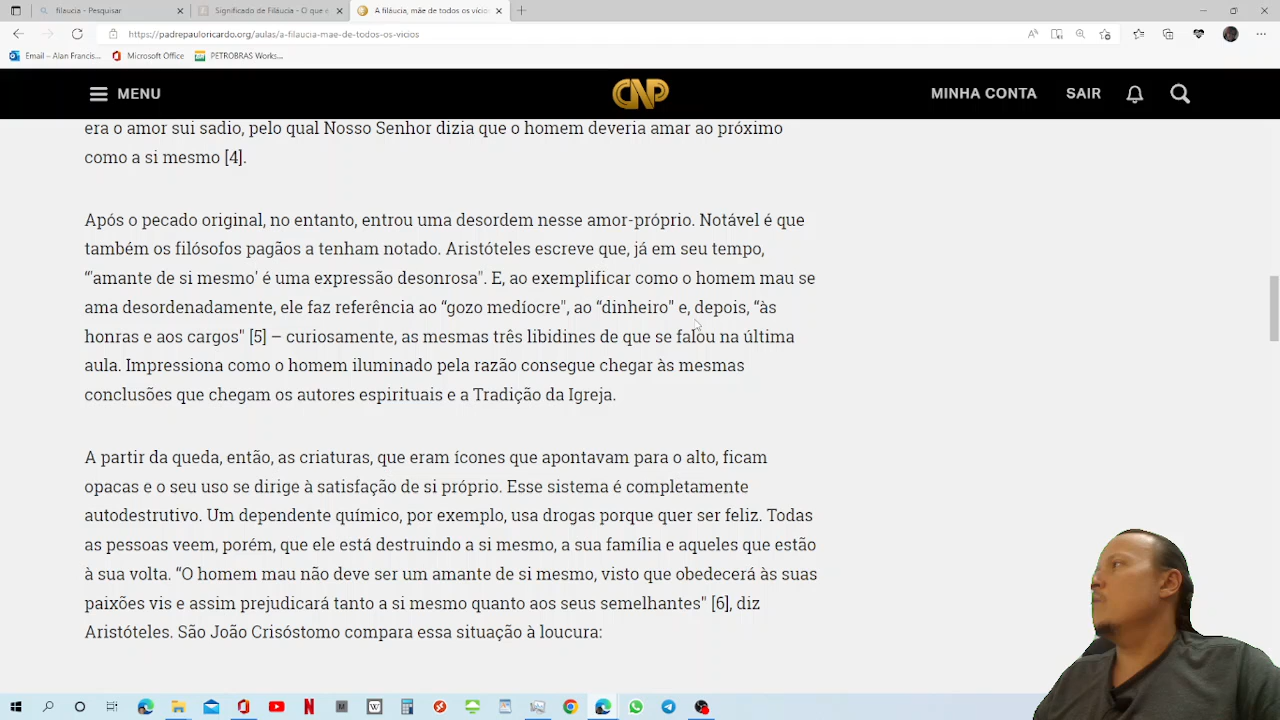 filaucia - Pesquisar
Significado de Filáucia - O que é
A filáucia, mãe de todos os vícios
https://padrepauloricardo.org/aulas/a-filaucia-mae-de-todos-os-vicios
Email – Alan Francis...
Microsoft Office
PETROBRAS Works...
MENU
CNP
MINHA CONTA
SAIR
era o amor sui sadio, pelo qual Nosso Senhor dizia que o homem deveria amar ao próximo
como a si mesmo [4].
Após o pecado original, no entanto, entrou uma desordem nesse amor-próprio. Notável é que
também os filósofos pagãos a tenham notado. Aristóteles escreve que, já em seu tempo,
“'amante de si mesmo' é uma expressão desonrosa". E, ao exemplificar como o homem mau se
ama desordenadamente, ele faz referência ao “gozo medíocre", ao “dinheiro" e, depois, “às
honras e aos cargos" [5] – curiosamente, as mesmas três libidines de que se falou na última
aula. Impressiona como o homem iluminado pela razão consegue chegar às mesmas
conclusões que chegam os autores espirituais e a Tradição da Igreja.
A partir da queda, então, as criaturas, que eram ícones que apontavam para o alto, ficam
opacas e o seu uso se dirige à satisfação de si próprio. Esse sistema é completamente
autodestrutivo. Um dependente químico, por exemplo, usa drogas porque quer ser feliz. Todas
as pessoas veem, porém, que ele está destruindo a si mesmo, a sua família e aqueles que estão
à sua volta. “O homem mau não deve ser um amante de si mesmo, visto que obedecerá às suas
paixões vis e assim prejudicará tanto a si mesmo quanto aos seus semelhantes" [6], diz
Aristóteles. São João Crisóstomo compara essa situação à loucura: